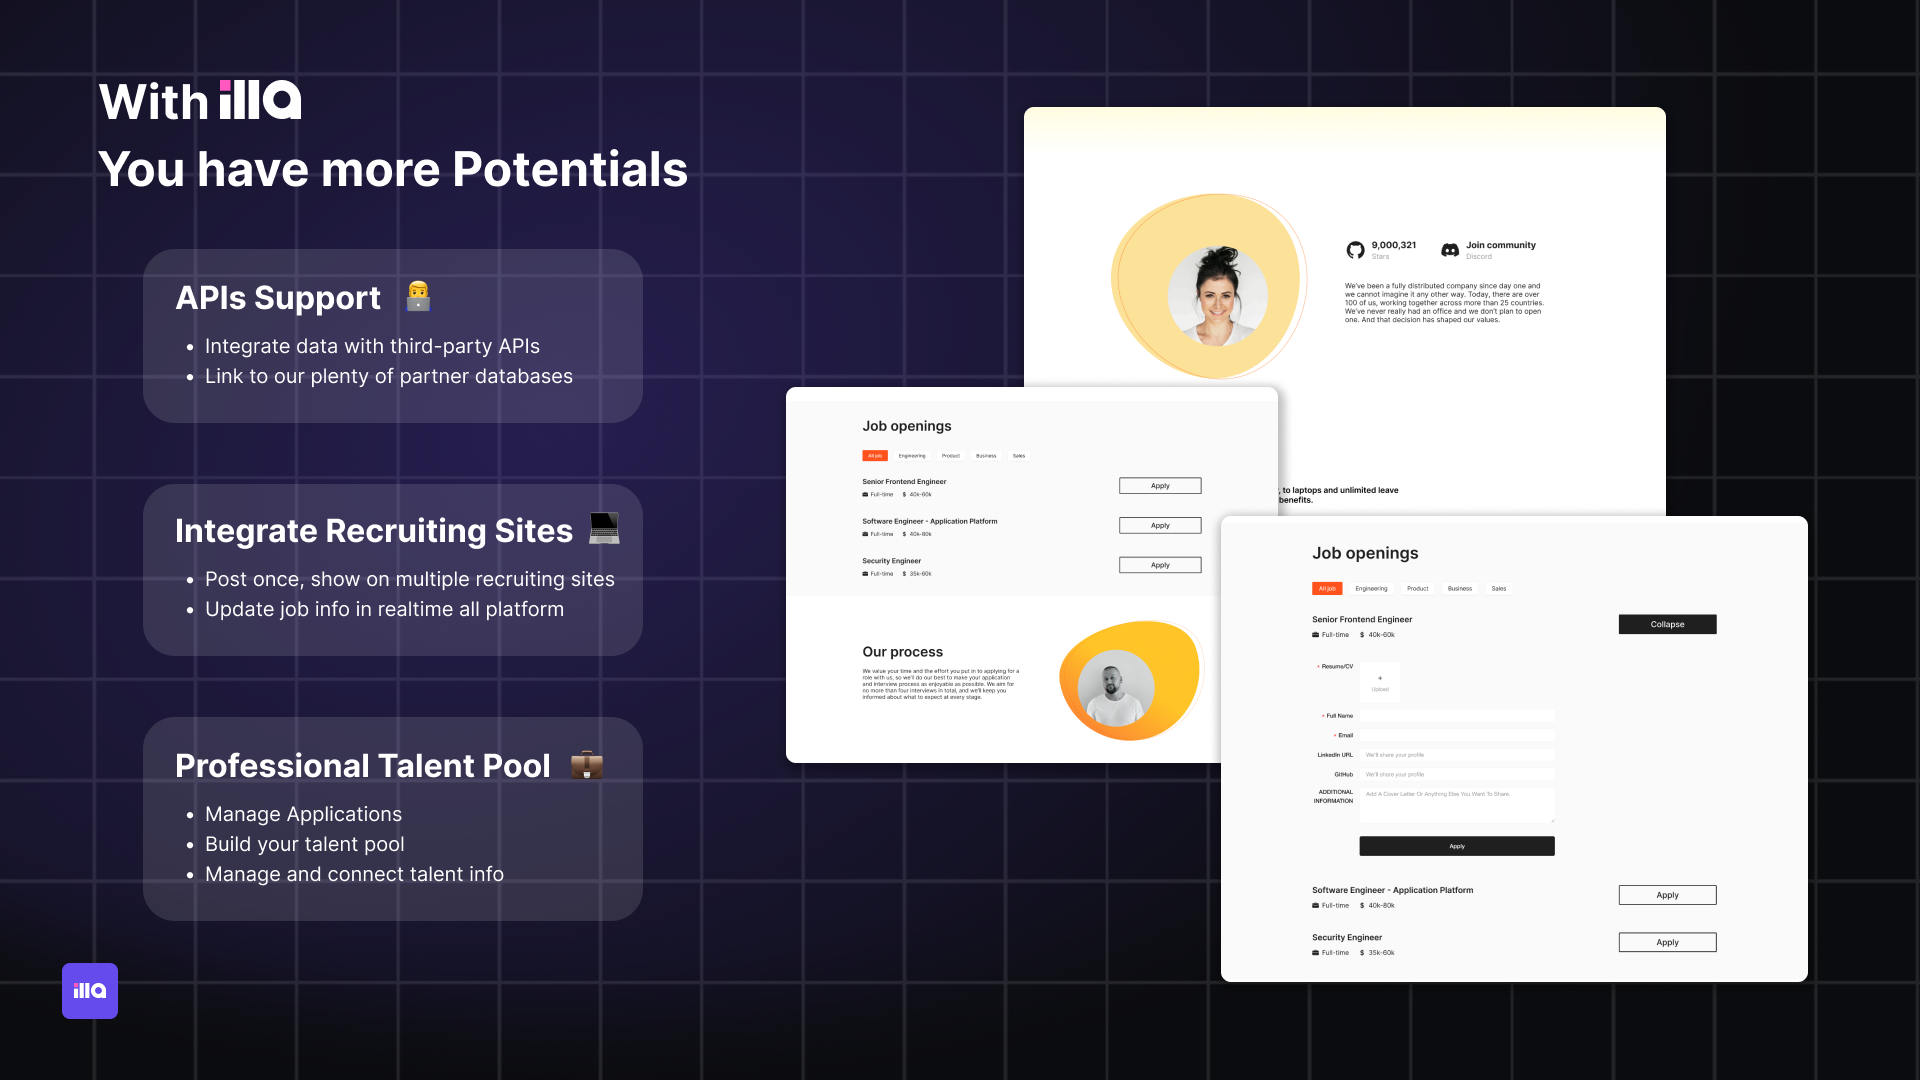 With illa
You have more Potentials
APIs Support
Integrate data with third-party APIs
Link to our plenty of partner databases
Integrate Recruiting Sites
Post once, show on multiple recruiting sites
Update job info in realtime all platform
Professional Talent Pool
Manage Applications
Build your talent pool
Manage and connect talent info
illa
9,000,321
Stars
Join community
Discord
We've been a fully distributed company since day one and
we cannot imagine it any other way. Today, there are over
100 of us, working together across more than 25 countries.
We've never really had an office and we don't plan to open
one. And that decision has shaped our values.
, to laptops and unlimited leave
benefits.
Job openings
All job Engineering Product Business Sales
Senior Frontend Engineer
Full-time $ 40k-60k
Apply
Software Engineer - Application Platform
Full-time $ 40k-80k
Apply
Security Engineer
Full-time $ 35k-60k
Apply
Our process
We value your time and the effort you put in to applying for a
role with us, so we'll do our best to make your application
and interview process as enjoyable as possible. We aim for
no more than four interviews in total, and we'll keep you
informed about what to expect at every stage.
Job openings
All job Engineering Product Business Sales
Senior Frontend Engineer
Full-time $ 40k-60k
Collapse
* Resume/CV
+
Upload
* Full Name
* Email
LinkedIn URL We'll share your profile
GitHub We'll share your profile
ADDITIONAL
INFORMATION
Add A Cover Letter Or Anything Else You Want To Share.
Apply
Software Engineer - Application Platform
Full-time $ 40k-80k
Apply
Security Engineer
Full-time $ 35k-60k
Apply